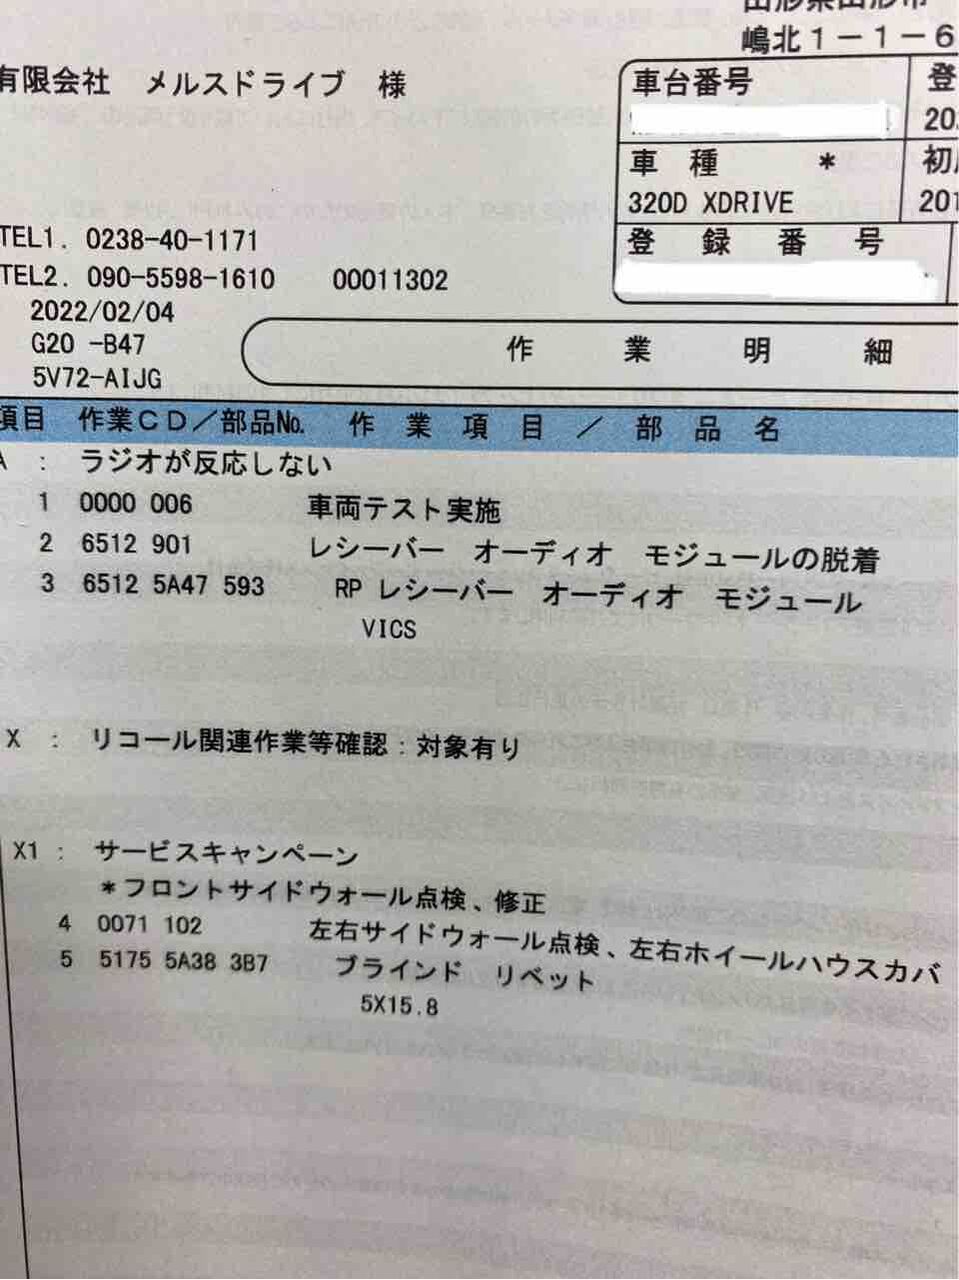 嶋北1-1-6
有限会社 メルスドライブ 様
車台番号 登
202
車種 * 初
320D XDRIVE 201
登録番号
TEL1. 0238-40-1171
TEL2. 090-5598-1610 00011302
2022/02/04
G20 -B47
5V72-AIJG
作業明細
項目 作業CD/部品No. 作業項目/部品名
A : ラジオが反応しない
1 0000 006 車両テスト実施
2 6512 901 レシーバー オーディオ モジュールの脱着
3 6512 5A47 593 RP レシーバー オーディオ モジュール
VICS
X : リコール関連作業等確認:対象有り
X1 : サービスキャンペーン
*フロントサイドウォール点検、修正
4 0071 102 左右サイドウォール点検、左右ホイールハウスカバ
5 5175 5A38 3B7 ブラインド リベット
5X15.8